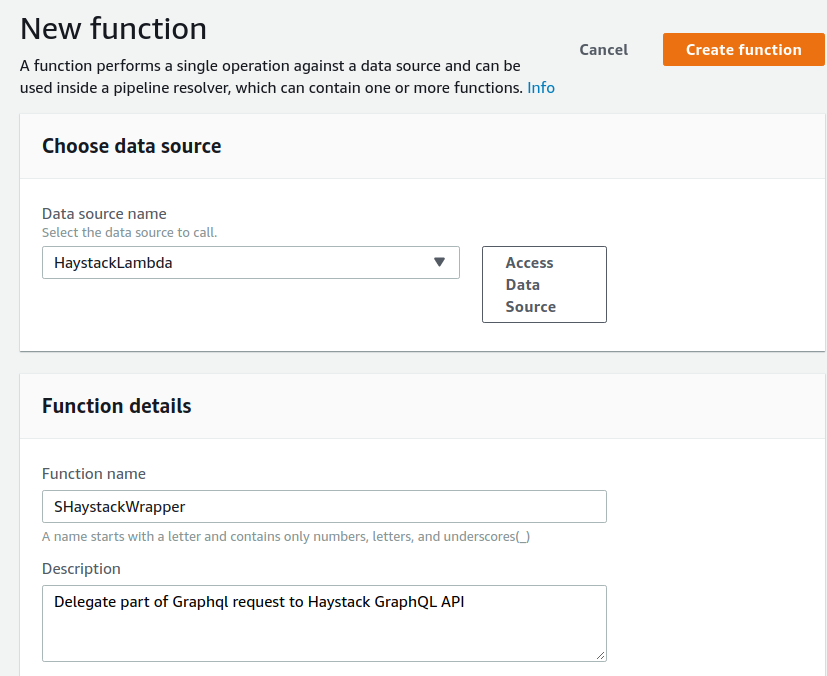 New function
Cancel
Create function
A function performs a single operation against a data source and can be
used inside a pipeline resolver, which can contain one or more functions. Info
Choose data source
Data source name
Select the data source to call.
HaystackLambda
Access
Data
Source
Function details
Function name
SHaystackWrapper
A name starts with a letter and contains only numbers, letters, and underscores(_)
Description
Delegate part of Graphql request to Haystack GraphQL API